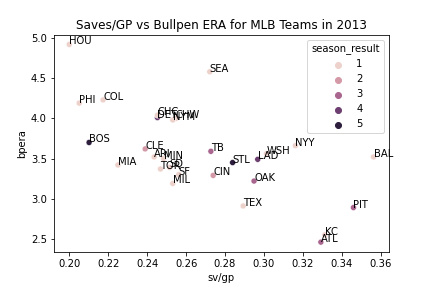 Saves/GP vs Bullpen ERA for MLB Teams in 2013
5.0
4.5
4.0
3.5
3.0
2.5
bpera
0.20 0.22 0.24 0.26 0.28 0.30 0.32 0.34 0.36
sv/gp
season_result
1
2
3
4
5
HOU
SEA
PHI
COL
CHC
DET
CHW
NYM
BOS
CLE
ARI
MIN
TB
STL
LAD
WSH
NYY
BAL
MIA
TOR
SD
SF
MIL
CIN
OAK
TEX
PIT
KC
ATL